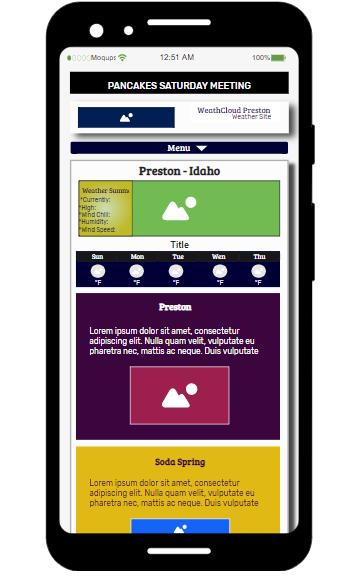 Moqups 12:51 AM 100%
PANCAKES SATURDAY MEETING
WeathCloud Preston
Weather Site
Menu
Preston - Idaho
Weather Summa
*Currently:
*High:
*Wind Chill:
*Humidity:
*Wind Speed:
Title
Sun Mon Tue Wen Thu
°F °F °F °F °F
Preston
Lorem ipsum dolor sit amet, consectetur
adipiscing elit. Nulla quam velit, vulputate eu
pharetra nec, mattis ac neque. Duis vulputate
Soda Spring
Lorem ipsum dolor sit amet, consectetur
adipiscing elit. Nulla quam velit, vulputate eu
pharetra nec, mattis ac neque. Duis vulputate